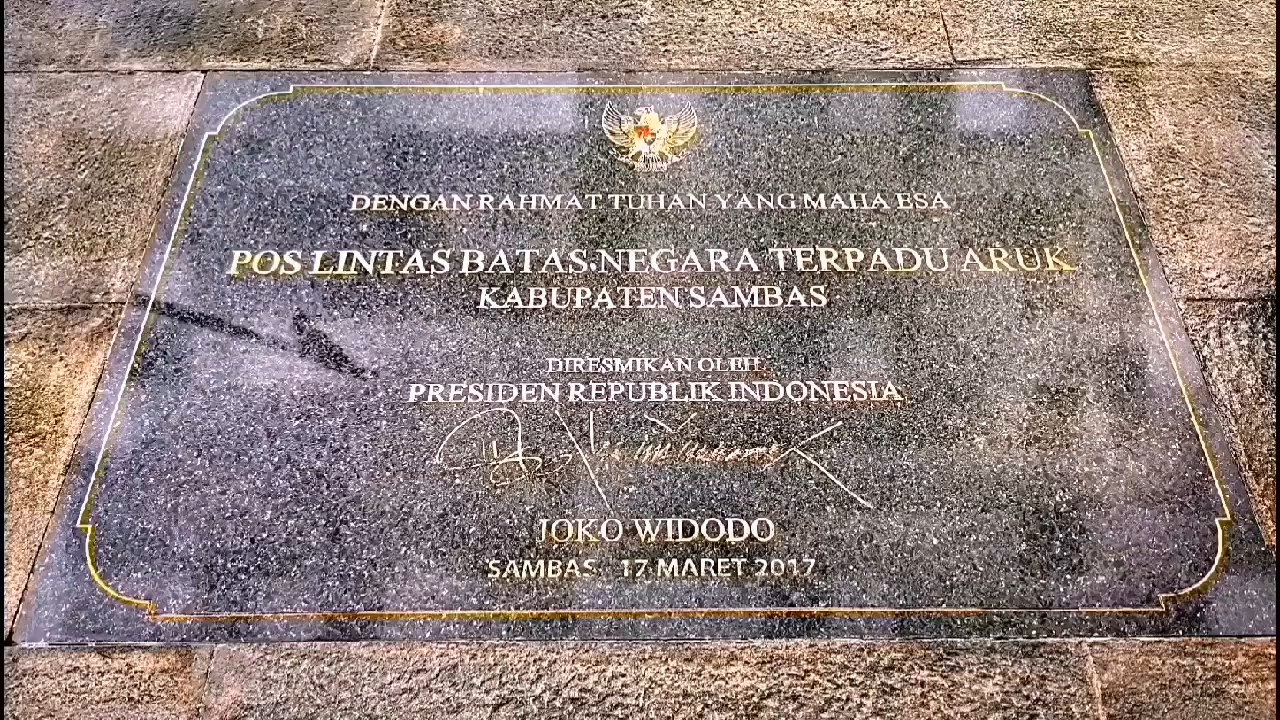 DENGAN RAHMAT TUHAN YANG MAHA ESA
POS LINTAS BATAS NEGARA TERPADU ARUK
KABUPATEN SAMBAS
DIRESMIKAN OLEH,
PRESIDEN REPUBLIK INDONESIA
JOKO WIDODO
SAMBAS, 17 MARET 2017